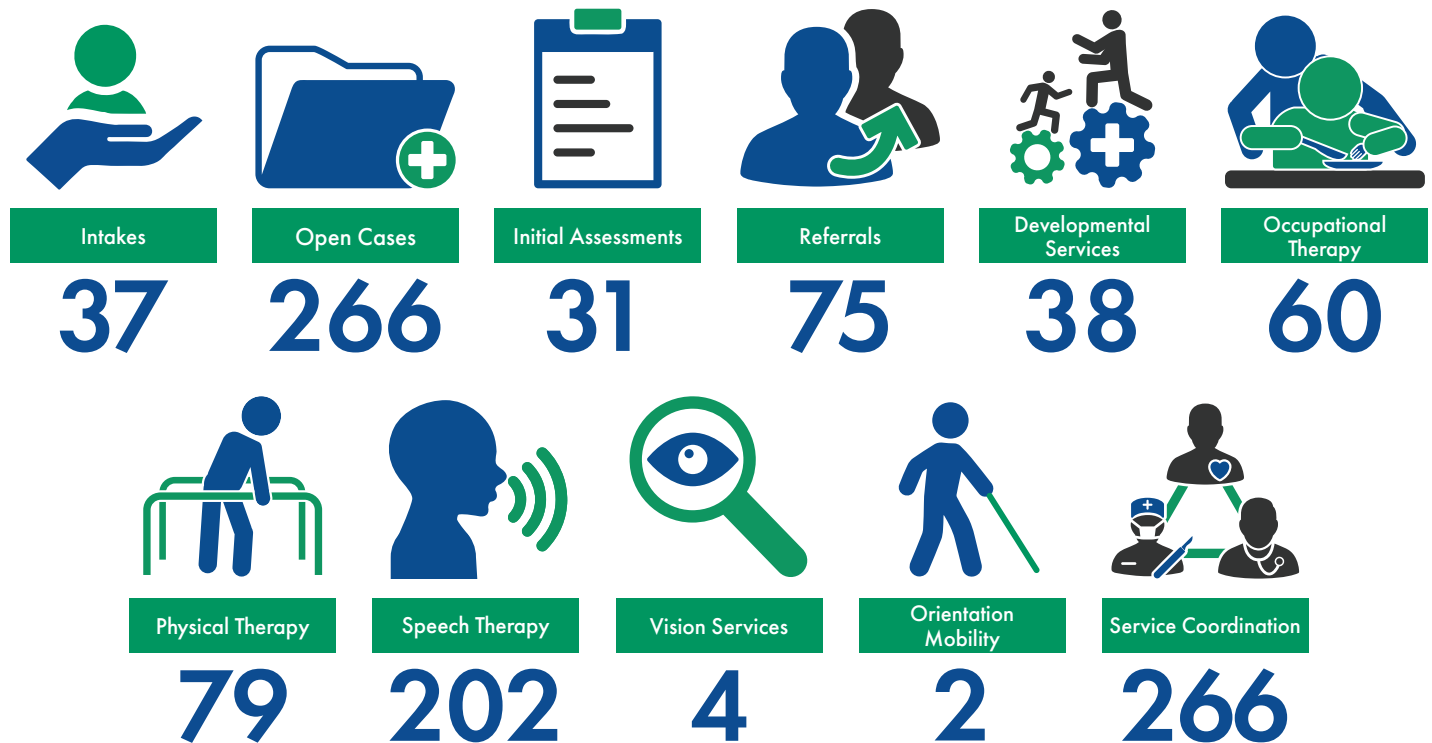 Intakes
37
Open Cases
266
Initial Assessments
31
Referrals
75
Developmental
Services
38
Occupational
Therapy
60
Physical Therapy
79
Speech Therapy
202
Vision Services
4
Orientation
Mobility
2
Service Coordination
266